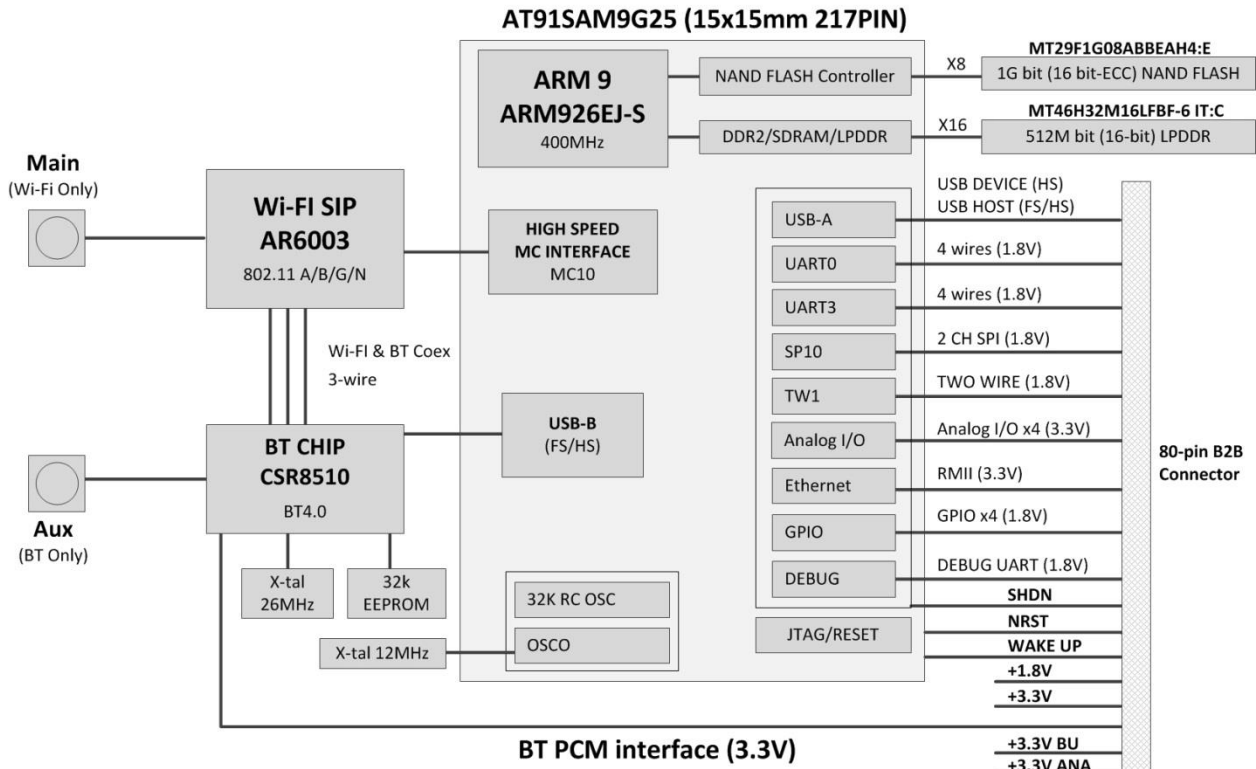 AT91SAM9G25 (15x15mm 217PIN)
ARM 9
ARM926EJ-S
400MHz
NAND FLASH Controller
X8
MT29F1G08ABBEAH4:E
1G bit (16 bit-ECC) NAND FLASH
DDR2/SDRAM/LPDDR
X16
MT46H32M16LFBF-6 IT:C
512M bit (16-bit) LPDDR
Main
(Wi-Fi Only)
Wi-FI SIP
AR6003
802.11 A/B/G/N
HIGH SPEED
MC INTERFACE
MC10
Wi-FI & BT Coex
3-wire
BT CHIP
CSR8510
BT4.0
USB-B
(FS/HS)
Aux
(BT Only)
X-tal
26MHz
32k
EEPROM
X-tal 12MHz
32K RC OSC
OSCO
USB-A
USB DEVICE (HS)
USB HOST (FS/HS)
UART0
4 wires (1.8V)
UART3
4 wires (1.8V)
SP10
2 CH SPI (1.8V)
TW1
TWO WIRE (1.8V)
Analog I/O
Analog I/O x4 (3.3V)
Ethernet
RMII (3.3V)
GPIO
GPIO x4 (1.8V)
DEBUG
DEBUG UART (1.8V)
80-pin B2B
Connector
JTAG/RESET
SHDN
NRST
WAKE UP
+1.8V
+3.3V
BT PCM interface (3.3V)
+3.3V BU
+3.3V ANA